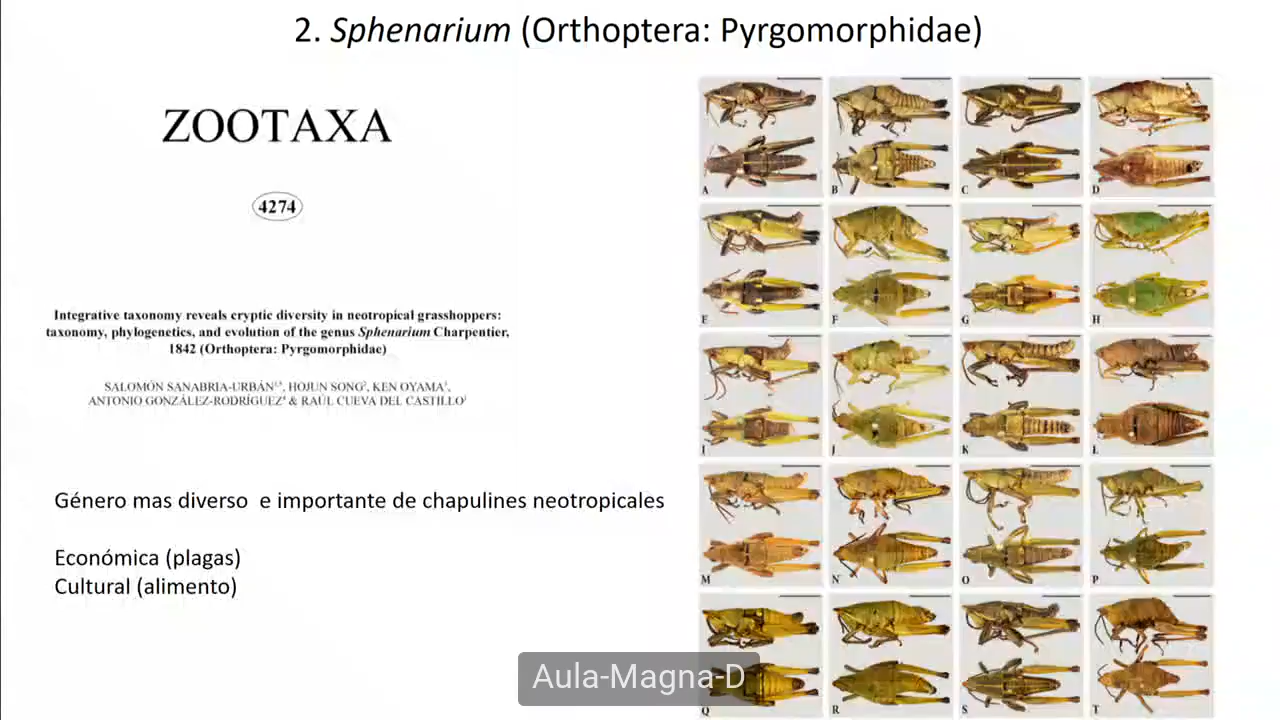 2. Sphenarium (Orthoptera: Pyrgomorphidae)
ZOOTAXA
4274
Integrative taxonomy reveals cryptic diversity in neotropical grasshoppers:
taxonomy, phylogenetics, and evolution of the genus Sphenarium Charpentier,
1842 (Orthoptera: Pyrgomorphidae)
SALOMÓN SANABRIA-URBÁN, HOJUN SONG, KEN OYAMA,
ANTONIO GONZÁLEZ-RODRÍGUEZ & RAÚL CUEVA DEL CASTILLO
Género mas diverso e importante de chapulines neotropicales
Económica (plagas)
Cultural (alimento)
A B C D
E F G H
I J K L
M N O P
Q R S T
Aula-Magna-D